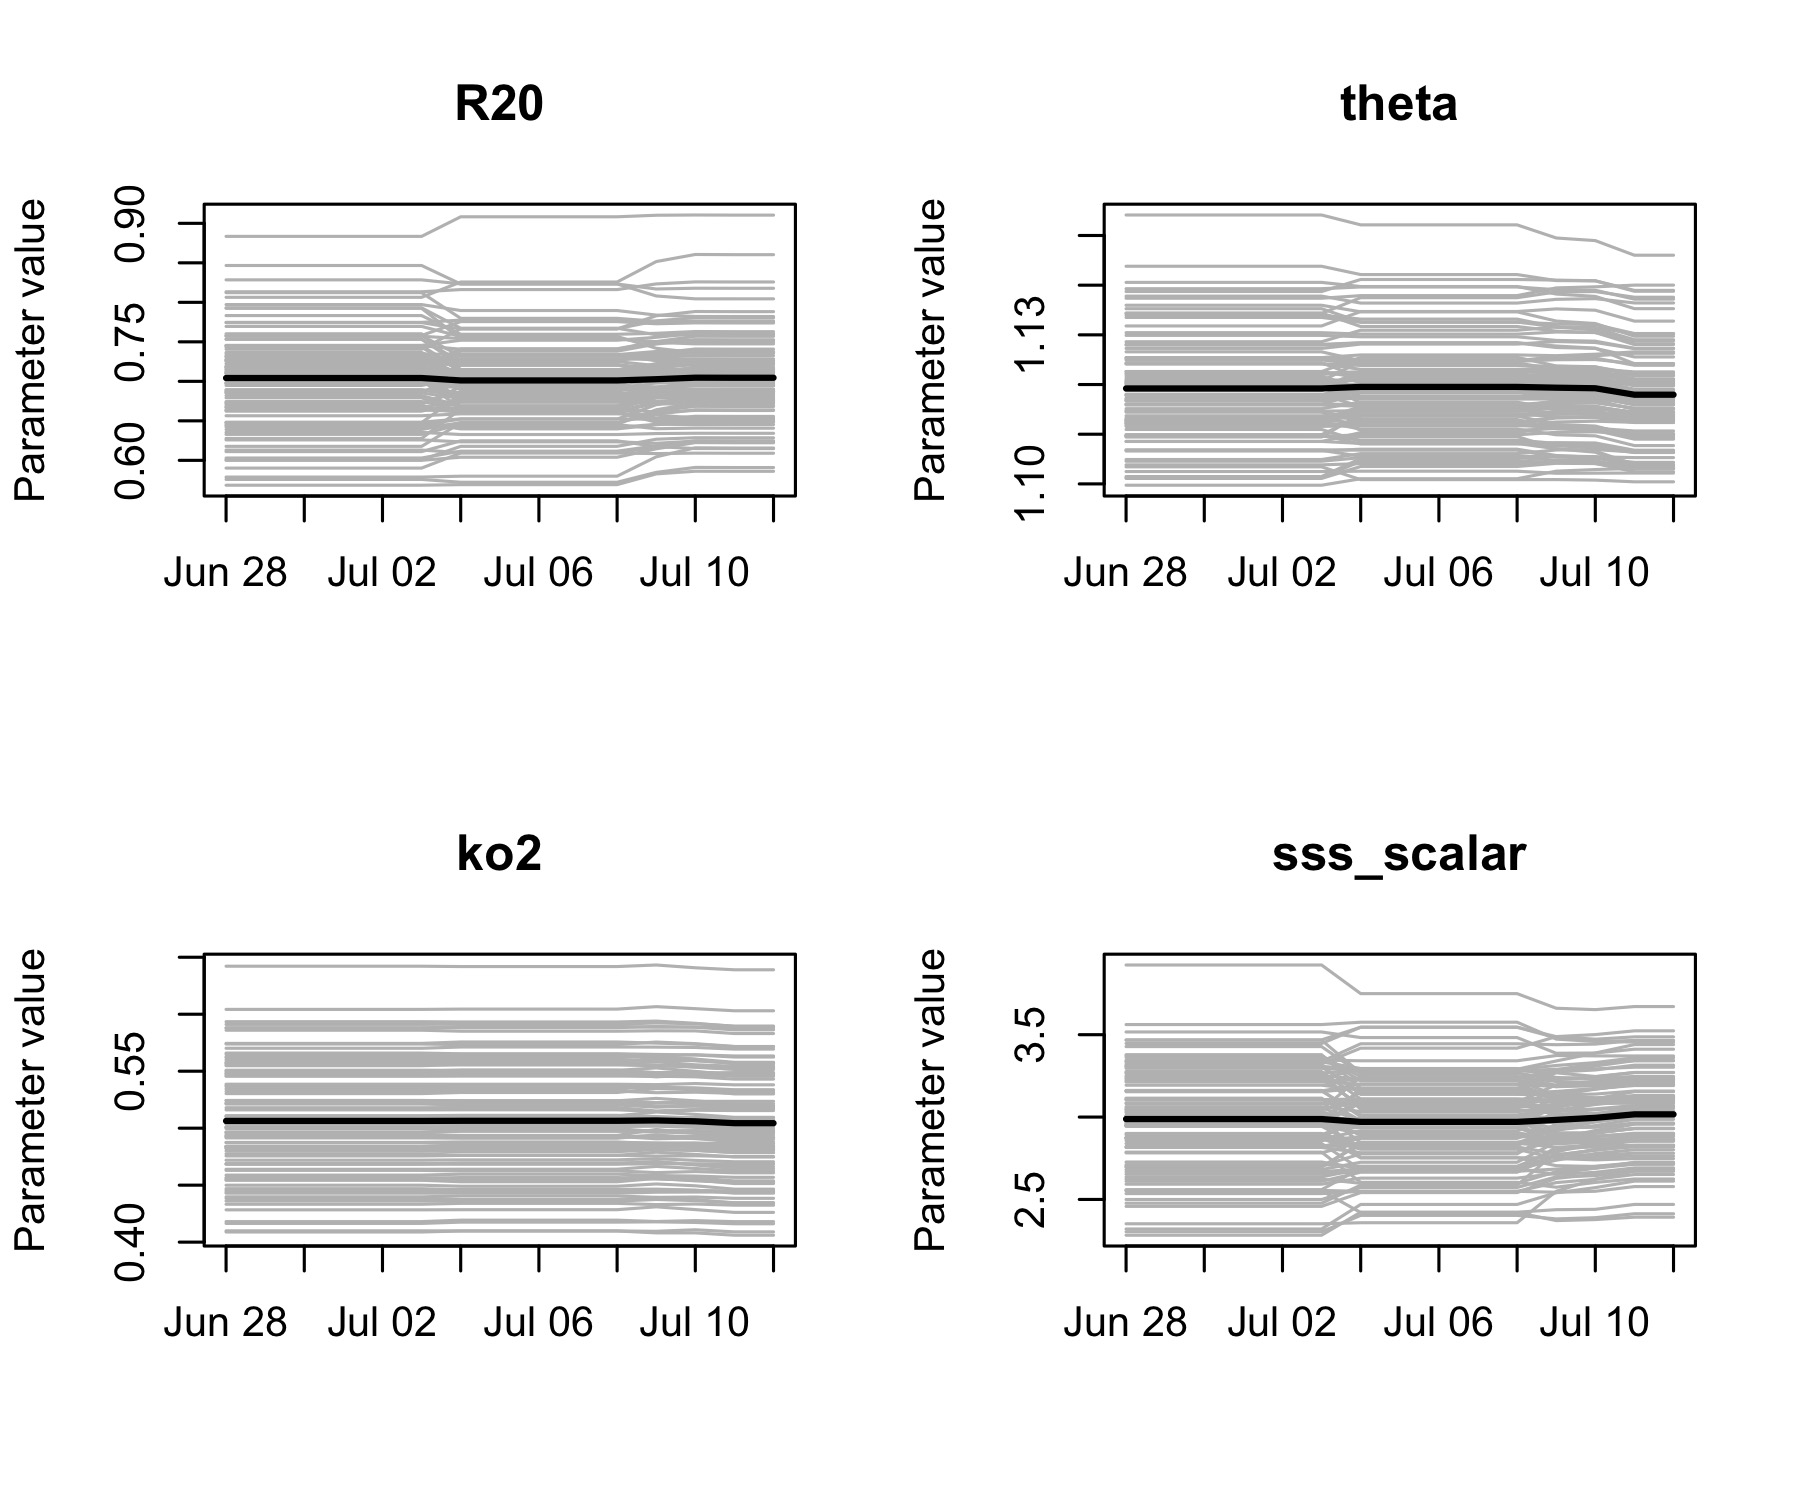 R20
Parameter value
0.90
0.75
0.60
Jun 28 Jul 02 Jul 06 Jul 10
theta
Parameter value
1.13
1.10
Jun 28 Jul 02 Jul 06 Jul 10
ko2
Parameter value
0.55
0.40
Jun 28 Jul 02 Jul 06 Jul 10
sss_scalar
Parameter value
3.5
2.5
Jun 28 Jul 02 Jul 06 Jul 10